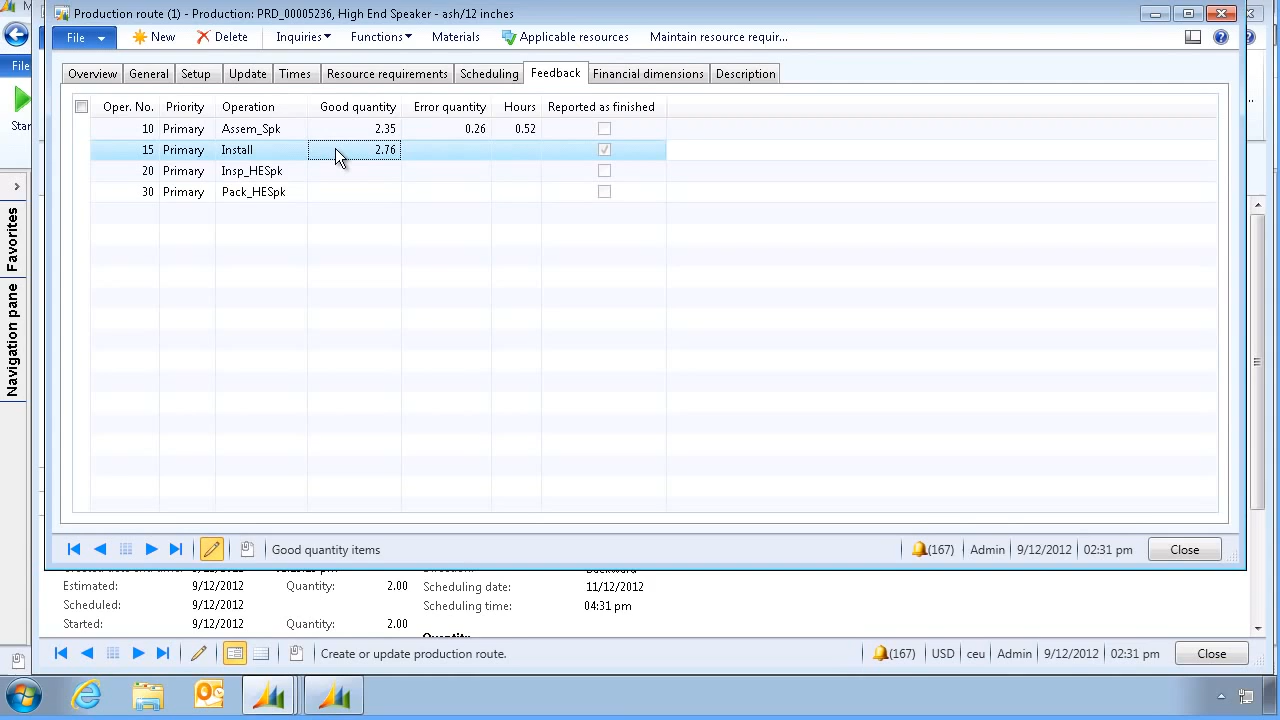 Production route (1) - Production: PRD_00005236, High End Speaker - ash/12 inches
File New Delete Inquiries Functions Materials Applicable resources Maintain resource requir...
Overview General Setup Update Times Resource requirements Scheduling Feedback Financial dimensions Description
Oper. No. Priority Operation Good quantity Error quantity Hours Reported as finished
10 Primary Assem_Spk 2.35 0.26 0.52
15 Primary Install 2.76
20 Primary Insp_HESpk
30 Primary Pack_HESpk
File
Favorites
Navigation pane
Good quantity items (167) Admin 9/12/2012 02:31 pm Close
Estimated: 9/12/2012 Quantity: 2.00 Scheduling date: 11/12/2012
Scheduled: 9/12/2012 Scheduling time: 04:31 pm
Started: 9/12/2012 Quantity: 2.00
Quantity
Create or update production route. (167) USD ceu Admin 9/12/2012 02:31 pm Close